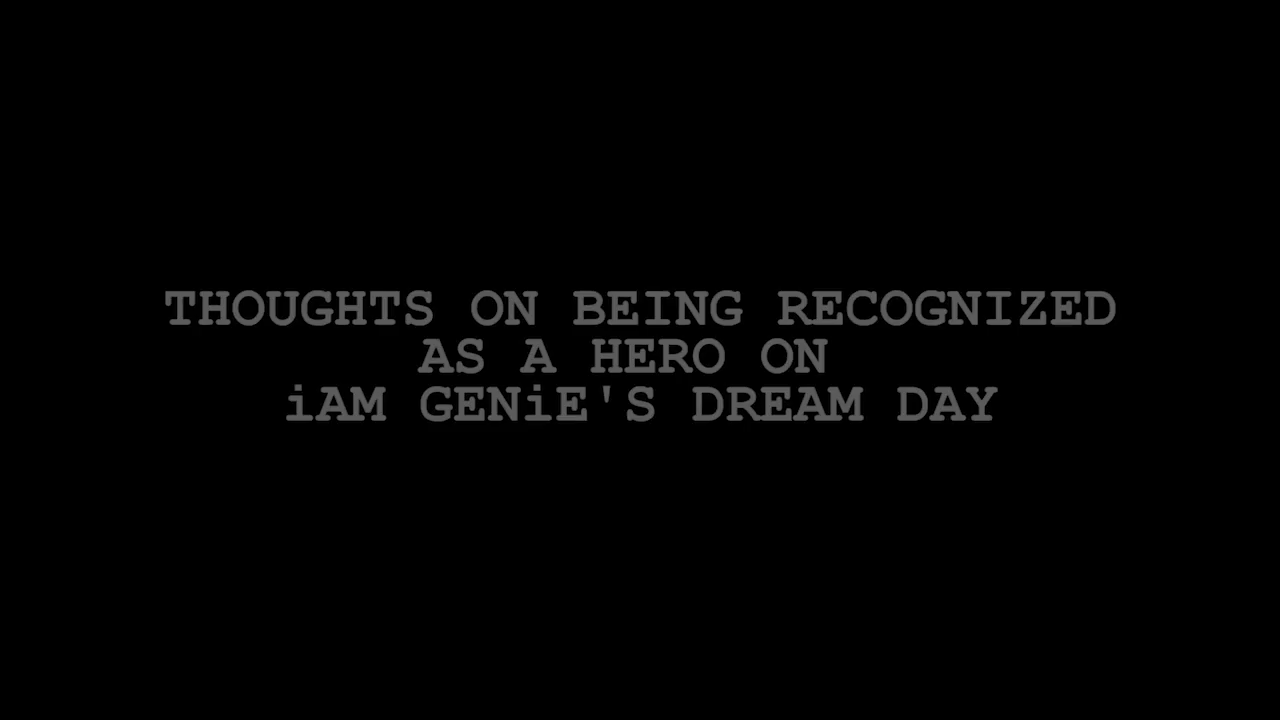 THOUGHTS ON BEING RECOGNIZED
AS A HERO ON
iAM GENiE'S DREAM DAY